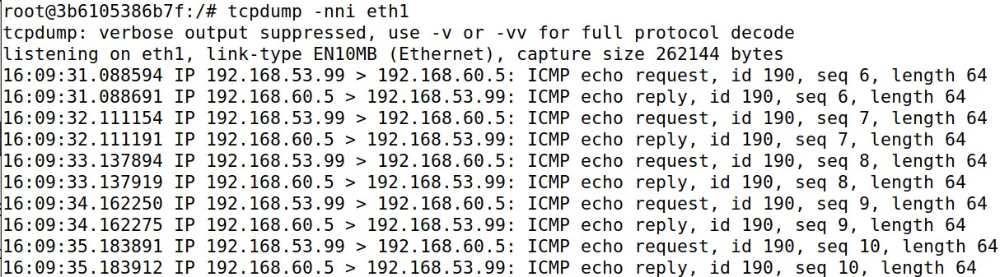 root@3b6105386b7f:/# tcpdump -nni eth1
tcpdump: verbose output suppressed, use -v or -vv for full protocol decode
listening on eth1, link-type EN10MB (Ethernet), capture size 262144 bytes
16:09:31.088594 IP 192.168.53.99 > 192.168.60.5: ICMP echo request, id 190, seq 6, length 64
16:09:31.088691 IP 192.168.60.5 > 192.168.53.99: ICMP echo reply, id 190, seq 6, length 64
16:09:32.111154 IP 192.168.53.99 > 192.168.60.5: ICMP echo request, id 190, seq 7, length 64
16:09:32.111191 IP 192.168.60.5 > 192.168.53.99: ICMP echo reply, id 190, seq 7, length 64
16:09:33.137894 IP 192.168.53.99 > 192.168.60.5: ICMP echo request, id 190, seq 8, length 64
16:09:33.137919 IP 192.168.60.5 > 192.168.53.99: ICMP echo reply, id 190, seq 8, length 64
16:09:34.162250 IP 192.168.53.99 > 192.168.60.5: ICMP echo request, id 190, seq 9, length 64
16:09:34.162275 IP 192.168.60.5 > 192.168.53.99: ICMP echo reply, id 190, seq 9, length 64
16:09:35.183891 IP 192.168.53.99 > 192.168.60.5: ICMP echo request, id 190, seq 10, length 64
16:09:35.183912 IP 192.168.60.5 > 192.168.53.99: ICMP echo reply, id 190, seq 10, length 64